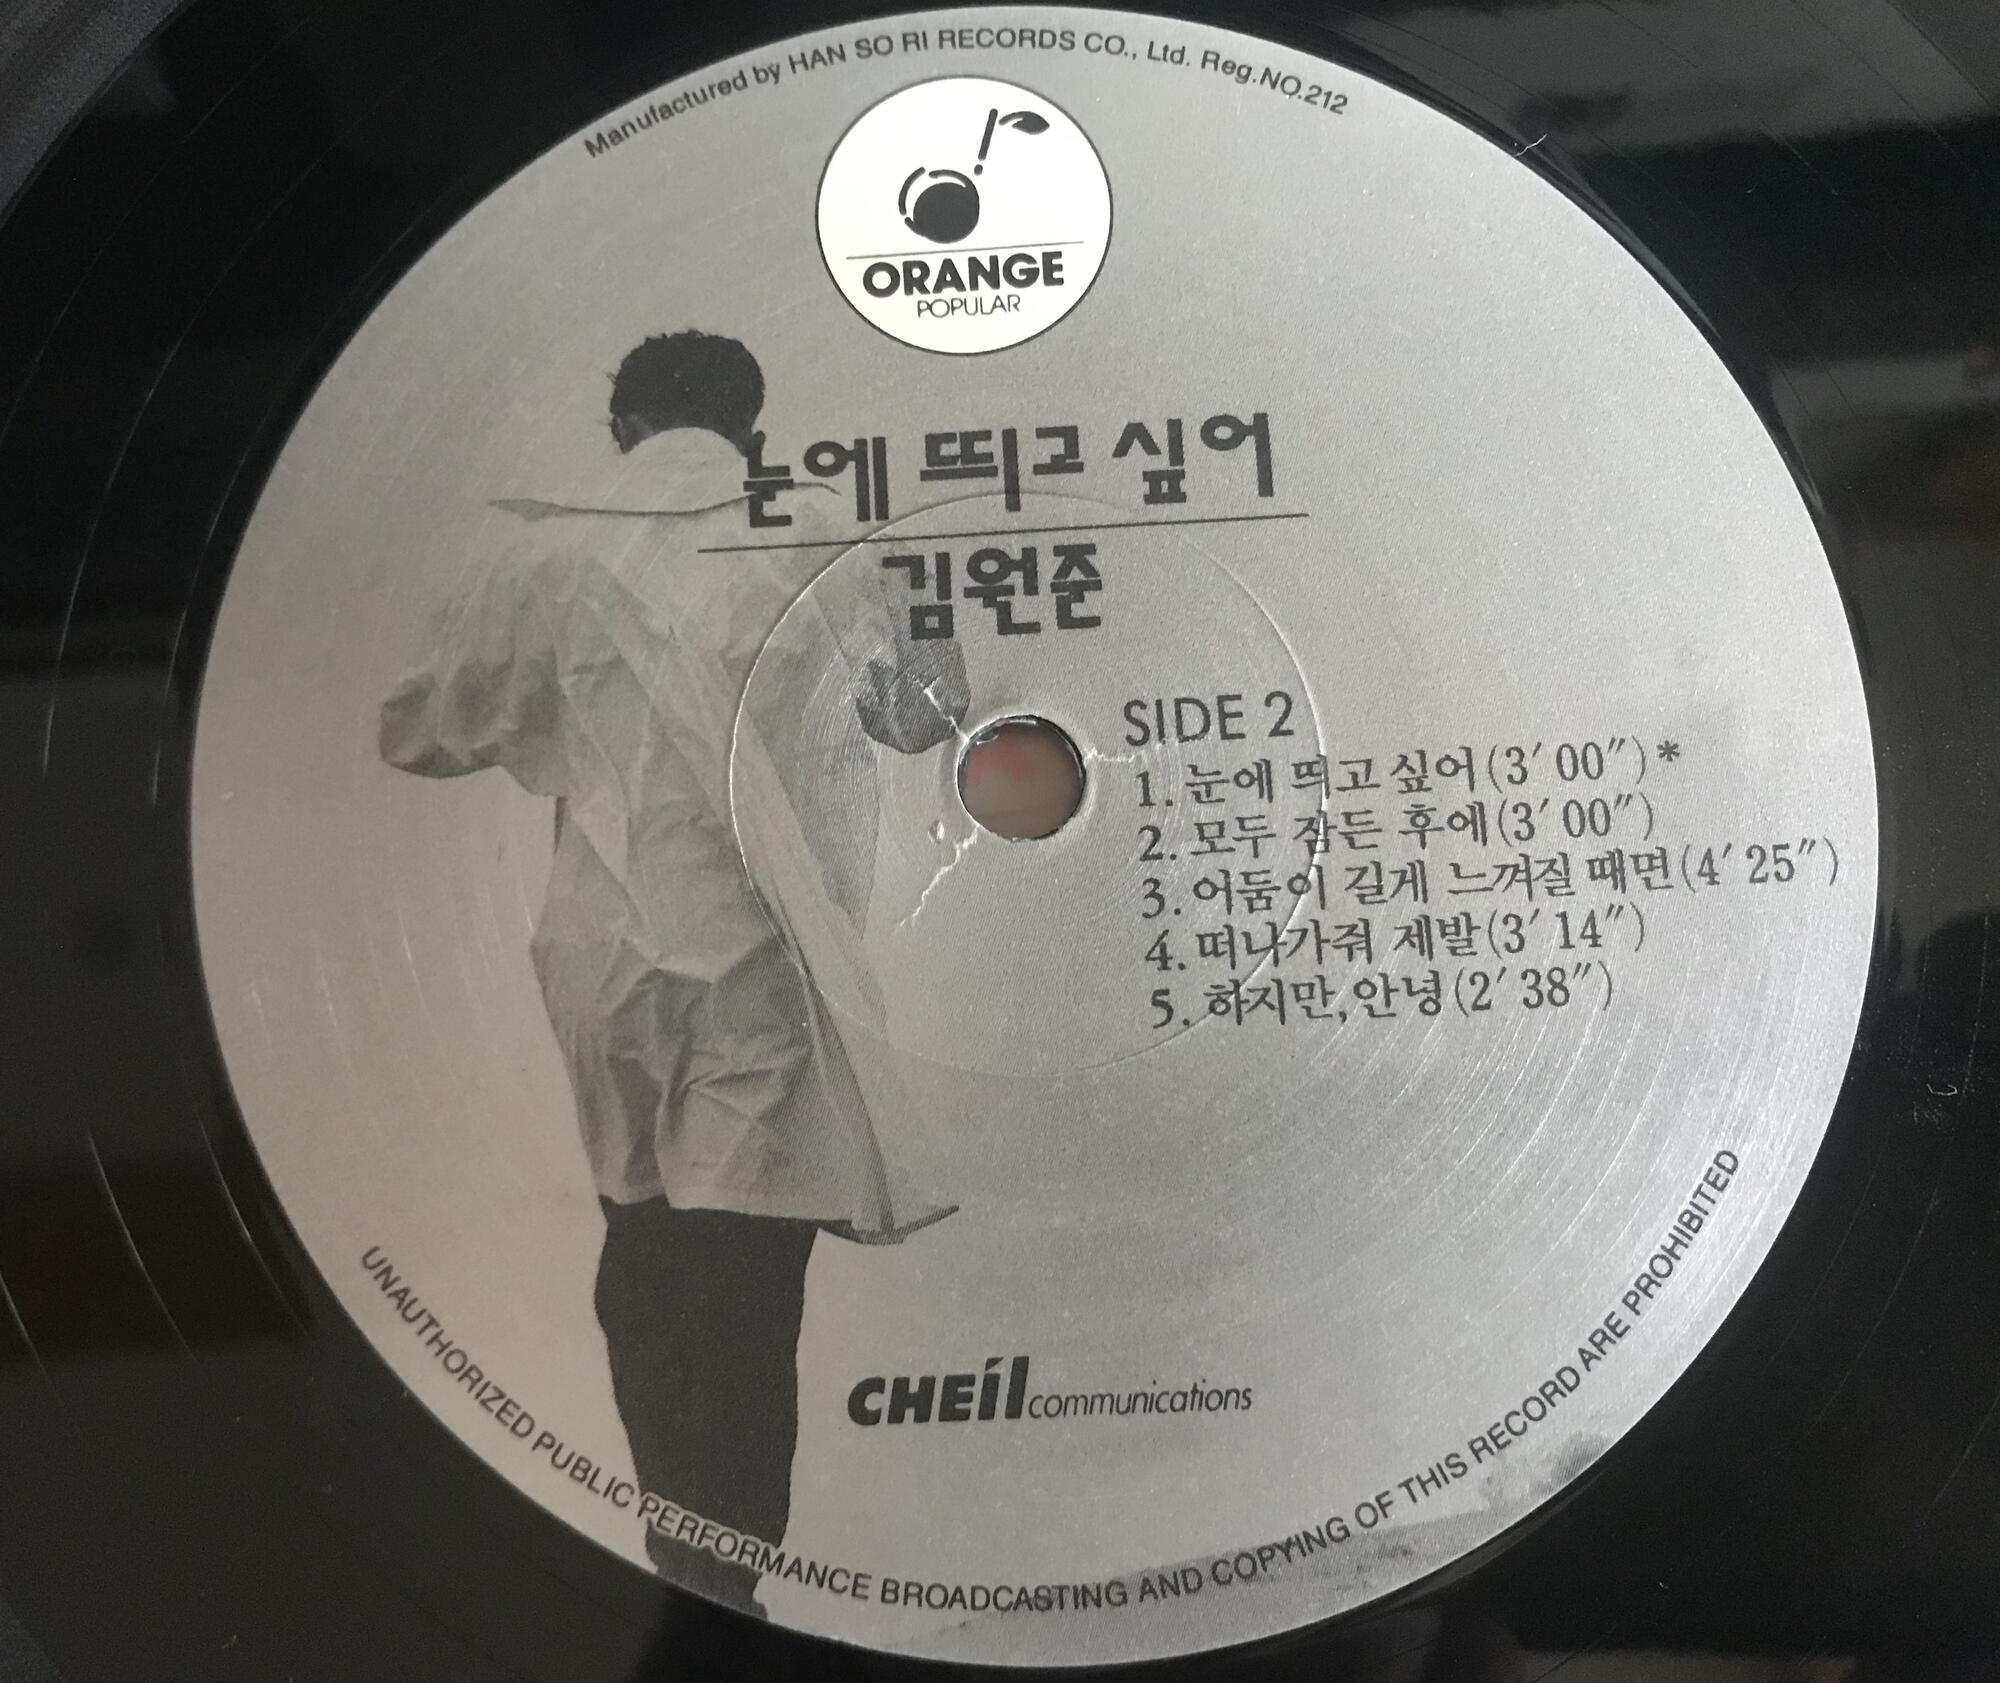 Manufactured by HAN SO RI RECORDS CO., Ltd. Reg.NO.212
ORANGE
POPULAR
눈에 띄고 싶어
김원준
SIDE 2
1. 눈에 띄고 싶어(3′ 00″)*
2. 모두 잠든 후에(3′ 00″)
3. 어둠이 길게 느껴질 때면(4′ 25″)
4. 떠나가줘 제발(3′ 14″)
5. 하지만,안녕(2′ 38″)
CHEil communications
UNAUTHORIZED PUBLIC PERFORMANCE BROADCASTING AND COPYING OF THIS RECORD ARE PROHIBITED